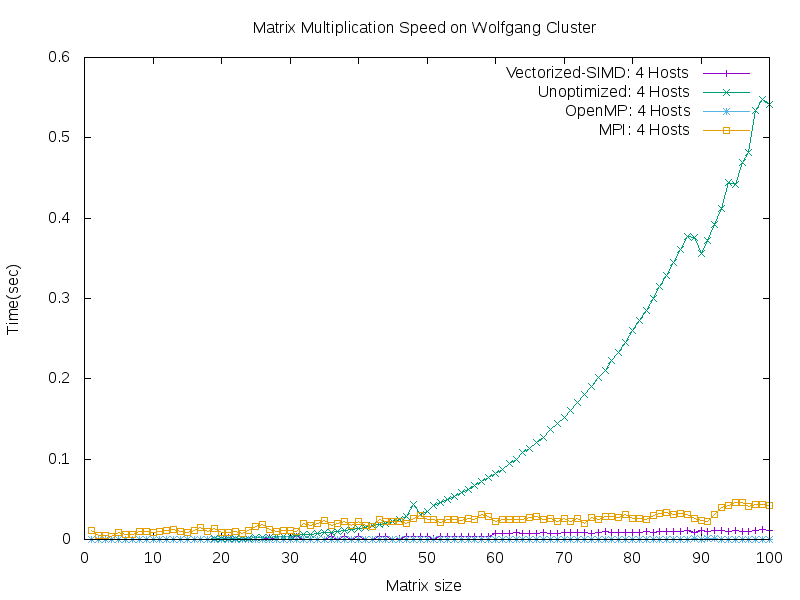 Matrix Multiplication Speed on Wolfgang Cluster
0.6
0.5
0.4
0.3
0.2
0.1
0
Time(sec)
Vectorized-SIMD: 4 Hosts
Unoptimized: 4 Hosts
OpenMP: 4 Hosts
MPI: 4 Hosts
0 10 20 30 40 50 60 70 80 90 100
Matrix size